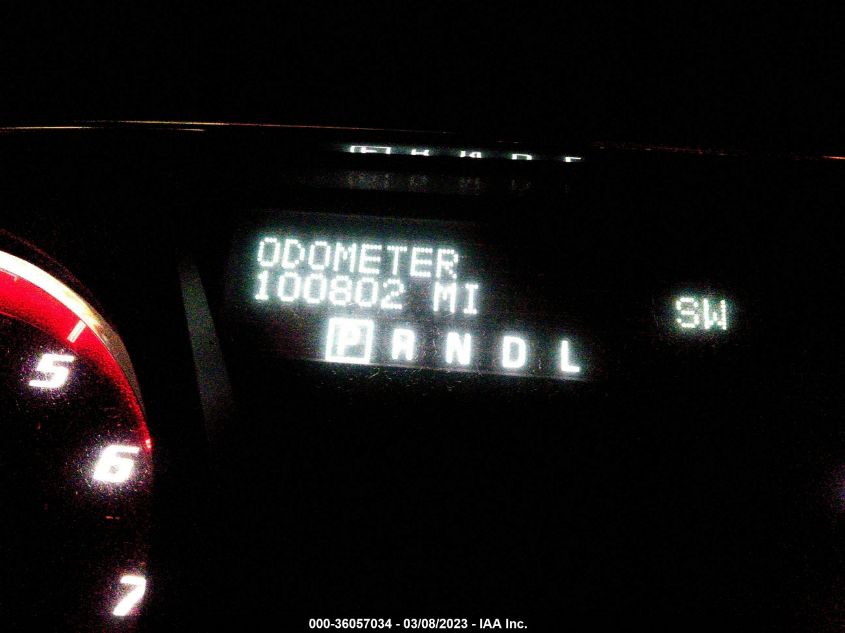 ODOMETER
100802 MI
P R N D L
SW
5
6
7
000-36057034 - 03/08/2023 - IAA Inc.